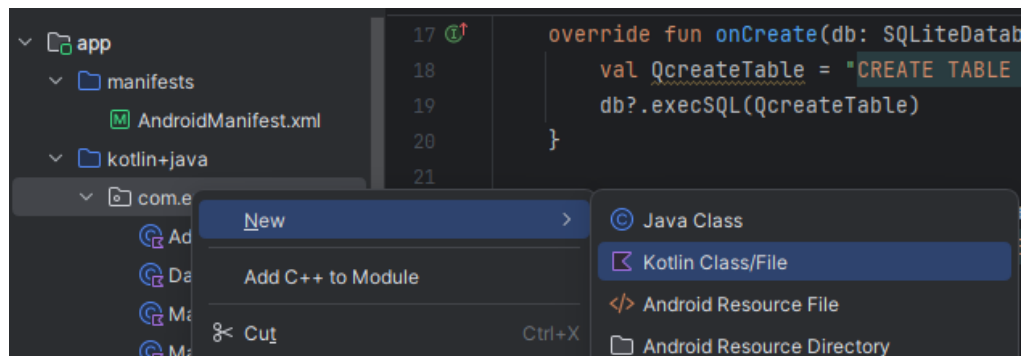 app
manifests
AndroidManifest.xml
kotlin+java
com.e
Ad
Da
Ma
Ma
17 override fun onCreate(db: SQLiteDatab
18 val QcreateTable = "CREATE TABLE
19 db?.execSQL(QcreateTable)
20 }
21
New
Add C++ to Module
Cut Ctrl+X
Java Class
Kotlin Class/File
Android Resource File
Android Resource Directory